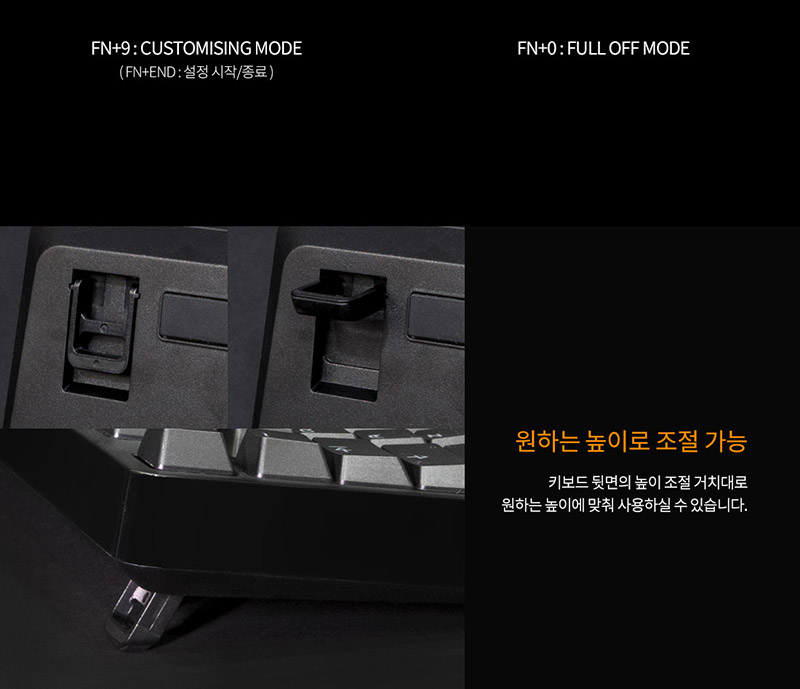 FN+9 : CUSTOMISING MODE
( FN+END : 설정 시작/종료 )
FN+0 : FULL OFF MODE
원하는 높이로 조절 가능
키보드 뒷면의 높이 조절 거치대로
원하는 높이에 맞춰 사용하실 수 있습니다.